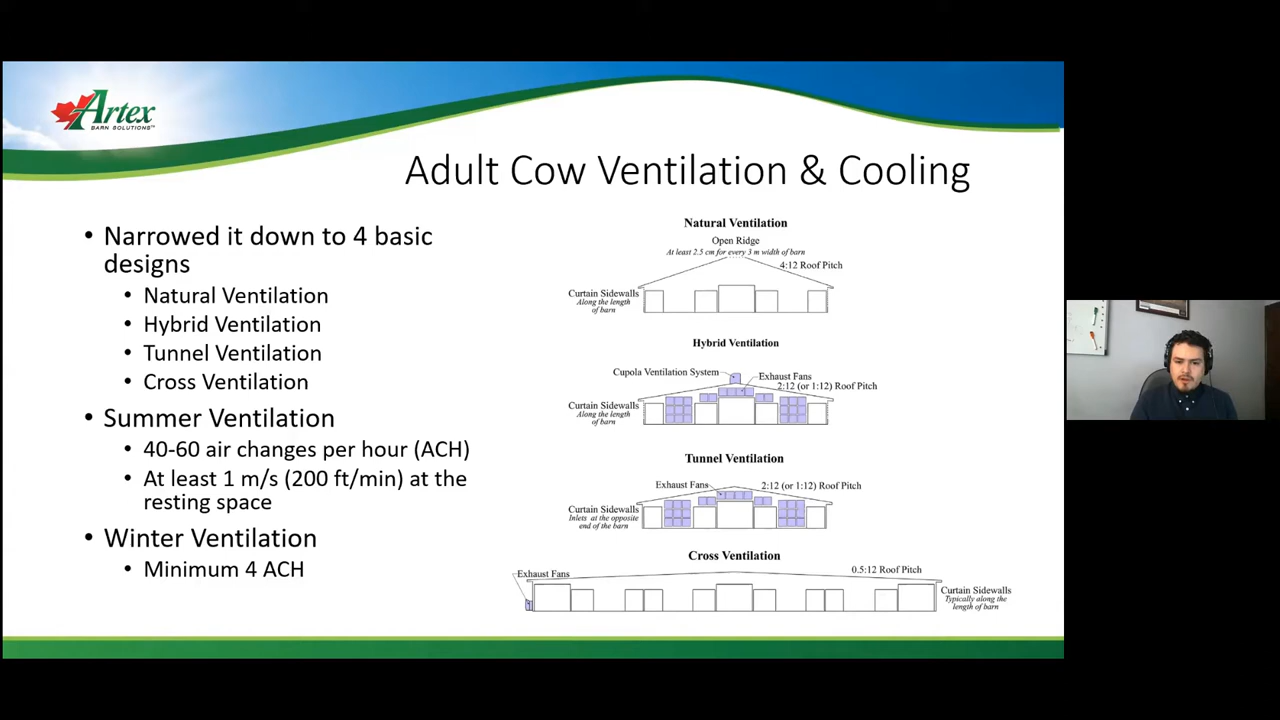 Artex
BARN SOLUTIONS™
Adult Cow Ventilation & Cooling
• Narrowed it down to 4 basic
designs
• Natural Ventilation
• Hybrid Ventilation
• Tunnel Ventilation
• Cross Ventilation
• Summer Ventilation
• 40-60 air changes per hour (ACH)
• At least 1 m/s (200 ft/min) at the
resting space
• Winter Ventilation
• Minimum 4 ACH
Natural Ventilation
Open Ridge
At least 2.5 cm for every 3 m width of barn
4:12 Roof Pitch
Curtain Sidewalls
Along the length
of barn
Hybrid Ventilation
Cupola Ventilation System
Exhaust Fans
2:12 (or 1:12) Roof Pitch
Curtain Sidewalls
Along the length
of barn
Tunnel Ventilation
Exhaust Fans
2:12 (or 1:12) Roof Pitch
Curtain Sidewalls
Inlets at the opposite
end of the barn
Cross Ventilation
Exhaust Fans
0.5:12 Roof Pitch
Curtain Sidewalls
Typically along the
length of barn